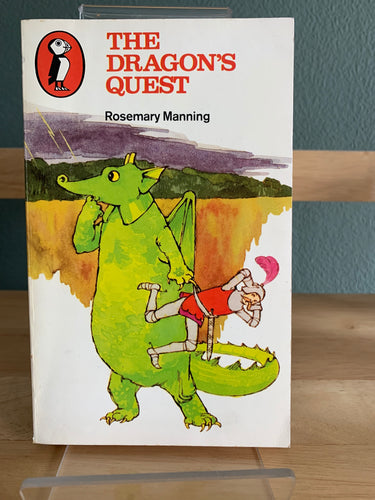 THE
DRAGON'S
QUEST
Rosemary Manning